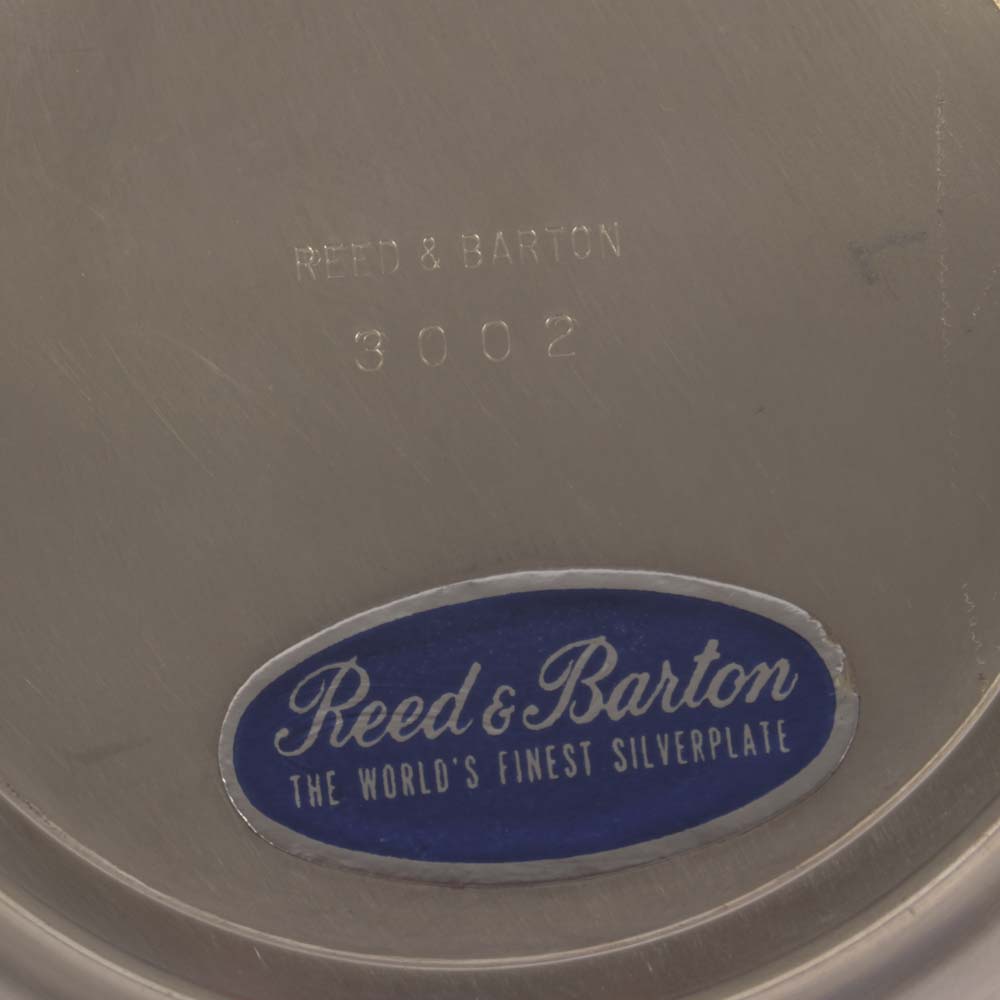 REED & BARTON
3002
Reed & Barton
THE WORLD'S FINEST SILVERPLATE